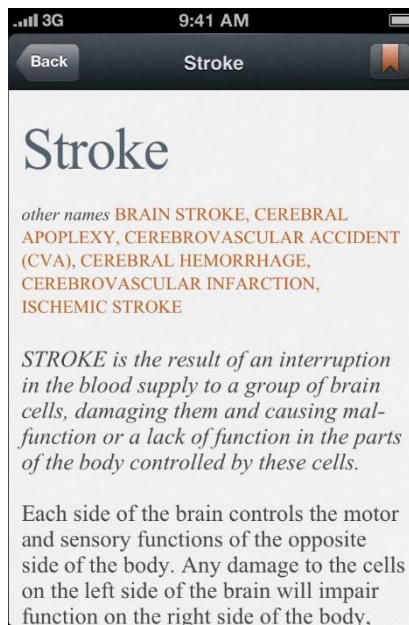 3G 9:41 AM
Back Stroke
Stroke
other names BRAIN STROKE, CEREBRAL
APOPLEXY, CEREBROVASCULAR ACCIDENT
(CVA), CEREBRAL HEMORRHAGE,
CEREBROVASCULAR INFARCTION,
ISCHEMIC STROKE
STROKE is the result of an interruption
in the blood supply to a group of brain
cells, damaging them and causing mal-
function or a lack of function in the parts
of the body controlled by these cells.
Each side of the brain controls the motor
and sensory functions of the opposite
side of the body. Any damage to the cells
on the left side of the brain will impair
function on the right side of the body,